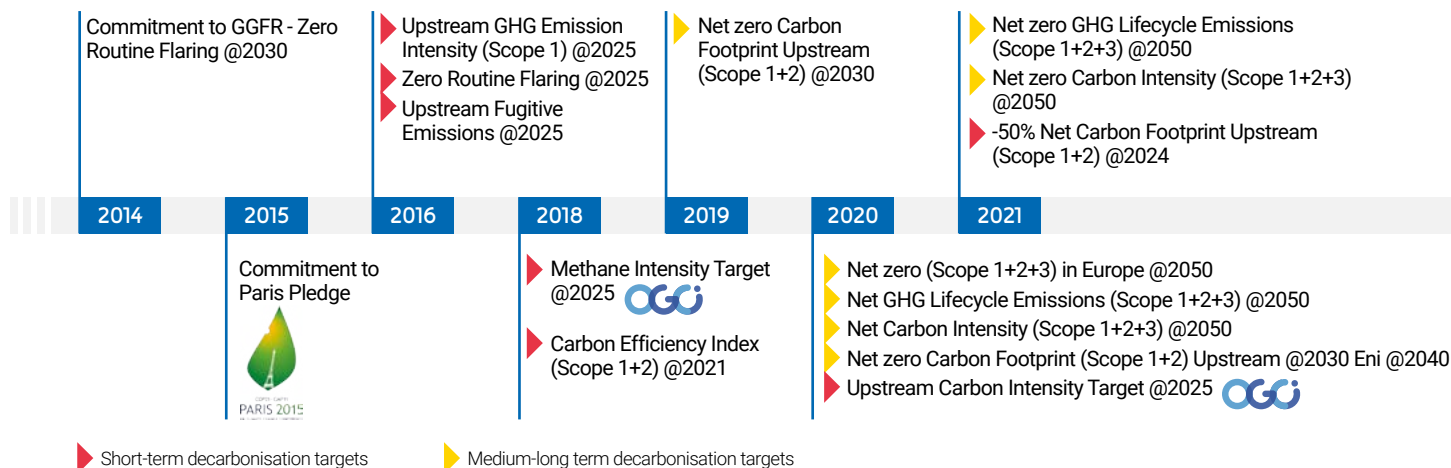 Commitment to GGFR - Zero
Routine Flaring @2030
Upstream GHG Emission
Intensity (Scope 1) @2025
Zero Routine Flaring @2025
Upstream Fugitive
Emissions @2025
Net zero Carbon
Footprint Upstream
(Scope 1+2) @2030
Net zero GHG Lifecycle Emissions
(Scope 1+2+3) @2050
Net zero Carbon Intensity (Scope 1+2+3)
@2050
-50% Net Carbon Footprint Upstream
(Scope 1+2) @2024
2014
2015
2016
2018
2019
2020
2021
Commitment to
Paris Pledge
PARIS 2015
Methane Intensity Target
@2025 OGCi
Carbon Efficiency Index
(Scope 1+2) @2021
Net zero (Scope 1+2+3) in Europe @2050
Net GHG Lifecycle Emissions (Scope 1+2+3) @2050
Net Carbon Intensity (Scope 1+2+3) @2050
Net zero Carbon Footprint (Scope 1+2) Upstream @2030 Eni @2040
Upstream Carbon Intensity Target @2025 OGCi
Short-term decarbonisation targets
Medium-long term decarbonisation targets